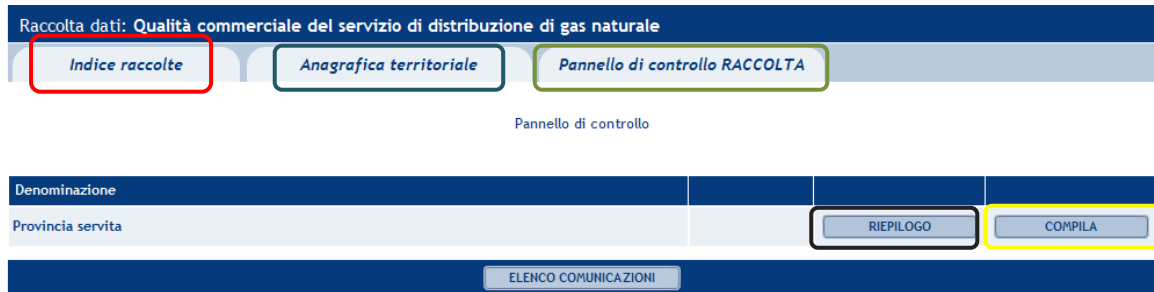 Raccolta dati: Qualità commerciale del servizio di distribuzione di gas naturale
Indice raccolte Anagrafica territoriale Pannello di controllo RACCOLTA
Pannello di controllo
Denominazione
Provincia servita RIEPILOGO COMPILA
ELENCO COMUNICAZIONI